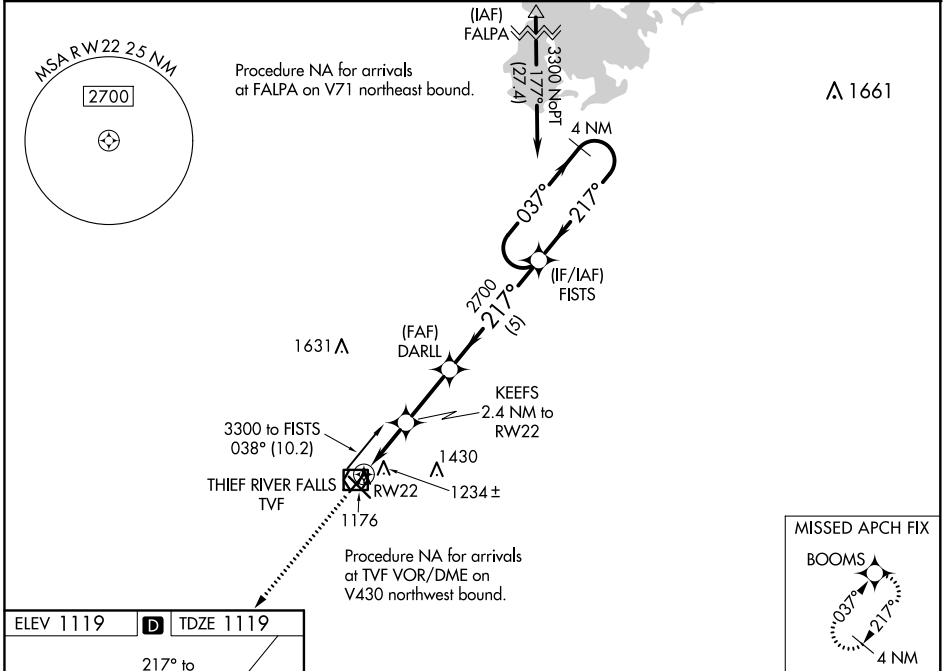 MSA RW22 25 NM
2700
Procedure NA for arrivals
at FALPA on V71 northeast bound.
(IAF)
FALPA
3300 NoPT
177°
(27.4)
1661
4 NM
037°
217°
(IF/IAF)
FISTS
2700
217°
(5)
(FAF)
DARLL
1631
KEEFS
2.4 NM to
RW22
3300 to FISTS
038° (10.2)
1430
THIEF RIVER FALLS
TVF
RW22
1234 ±
1176
Procedure NA for arrivals
at TVF VOR/DME on
V430 northwest bound.
MISSED APCH FIX
BOOMS
037°
217°
4 NM
ELEV 1119
D
TDZE 1119
217° to